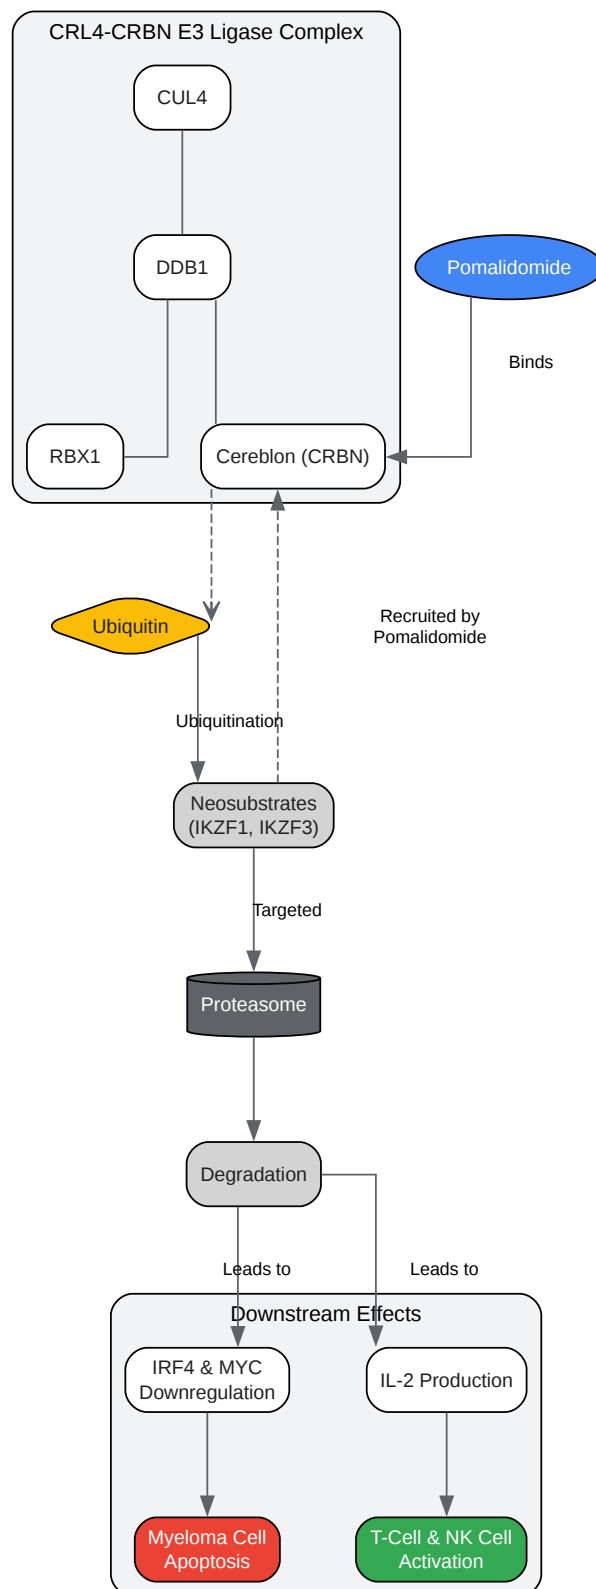 CRL4-CRBN E3 Ligase Complex
CUL4
DDB1
Pomalidomide
Binds
RBX1
Cereblon (CRBN)
Ubiquitin
Recruited by
Pomalidomide
Ubiquitination
Neosubstrates
(IKZF1, IKZF3)
Targeted
Proteasome
Degradation
Leads to
Leads to
Downstream Effects
IRF4 & MYC
Downregulation
IL-2 Production
Myeloma Cell
Apoptosis
T-Cell & NK Cell
Activation